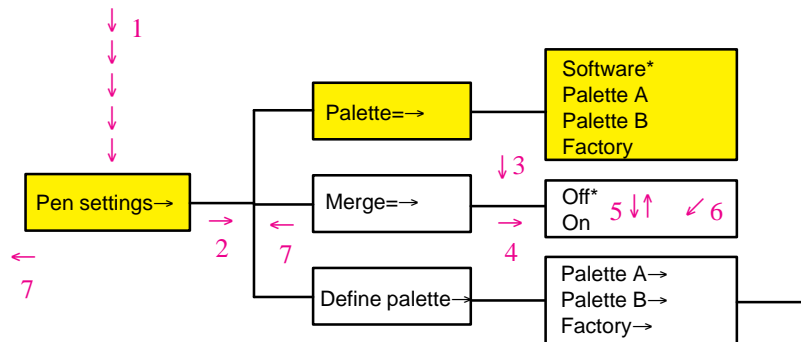 1
Software*
Palette A
Palette B
Factory
Palette=→
3
Pen settings→
Merge=→
Off*
On
5
6
2
7
4
7
Define palette→
Palette A→
Palette B→
Factory→